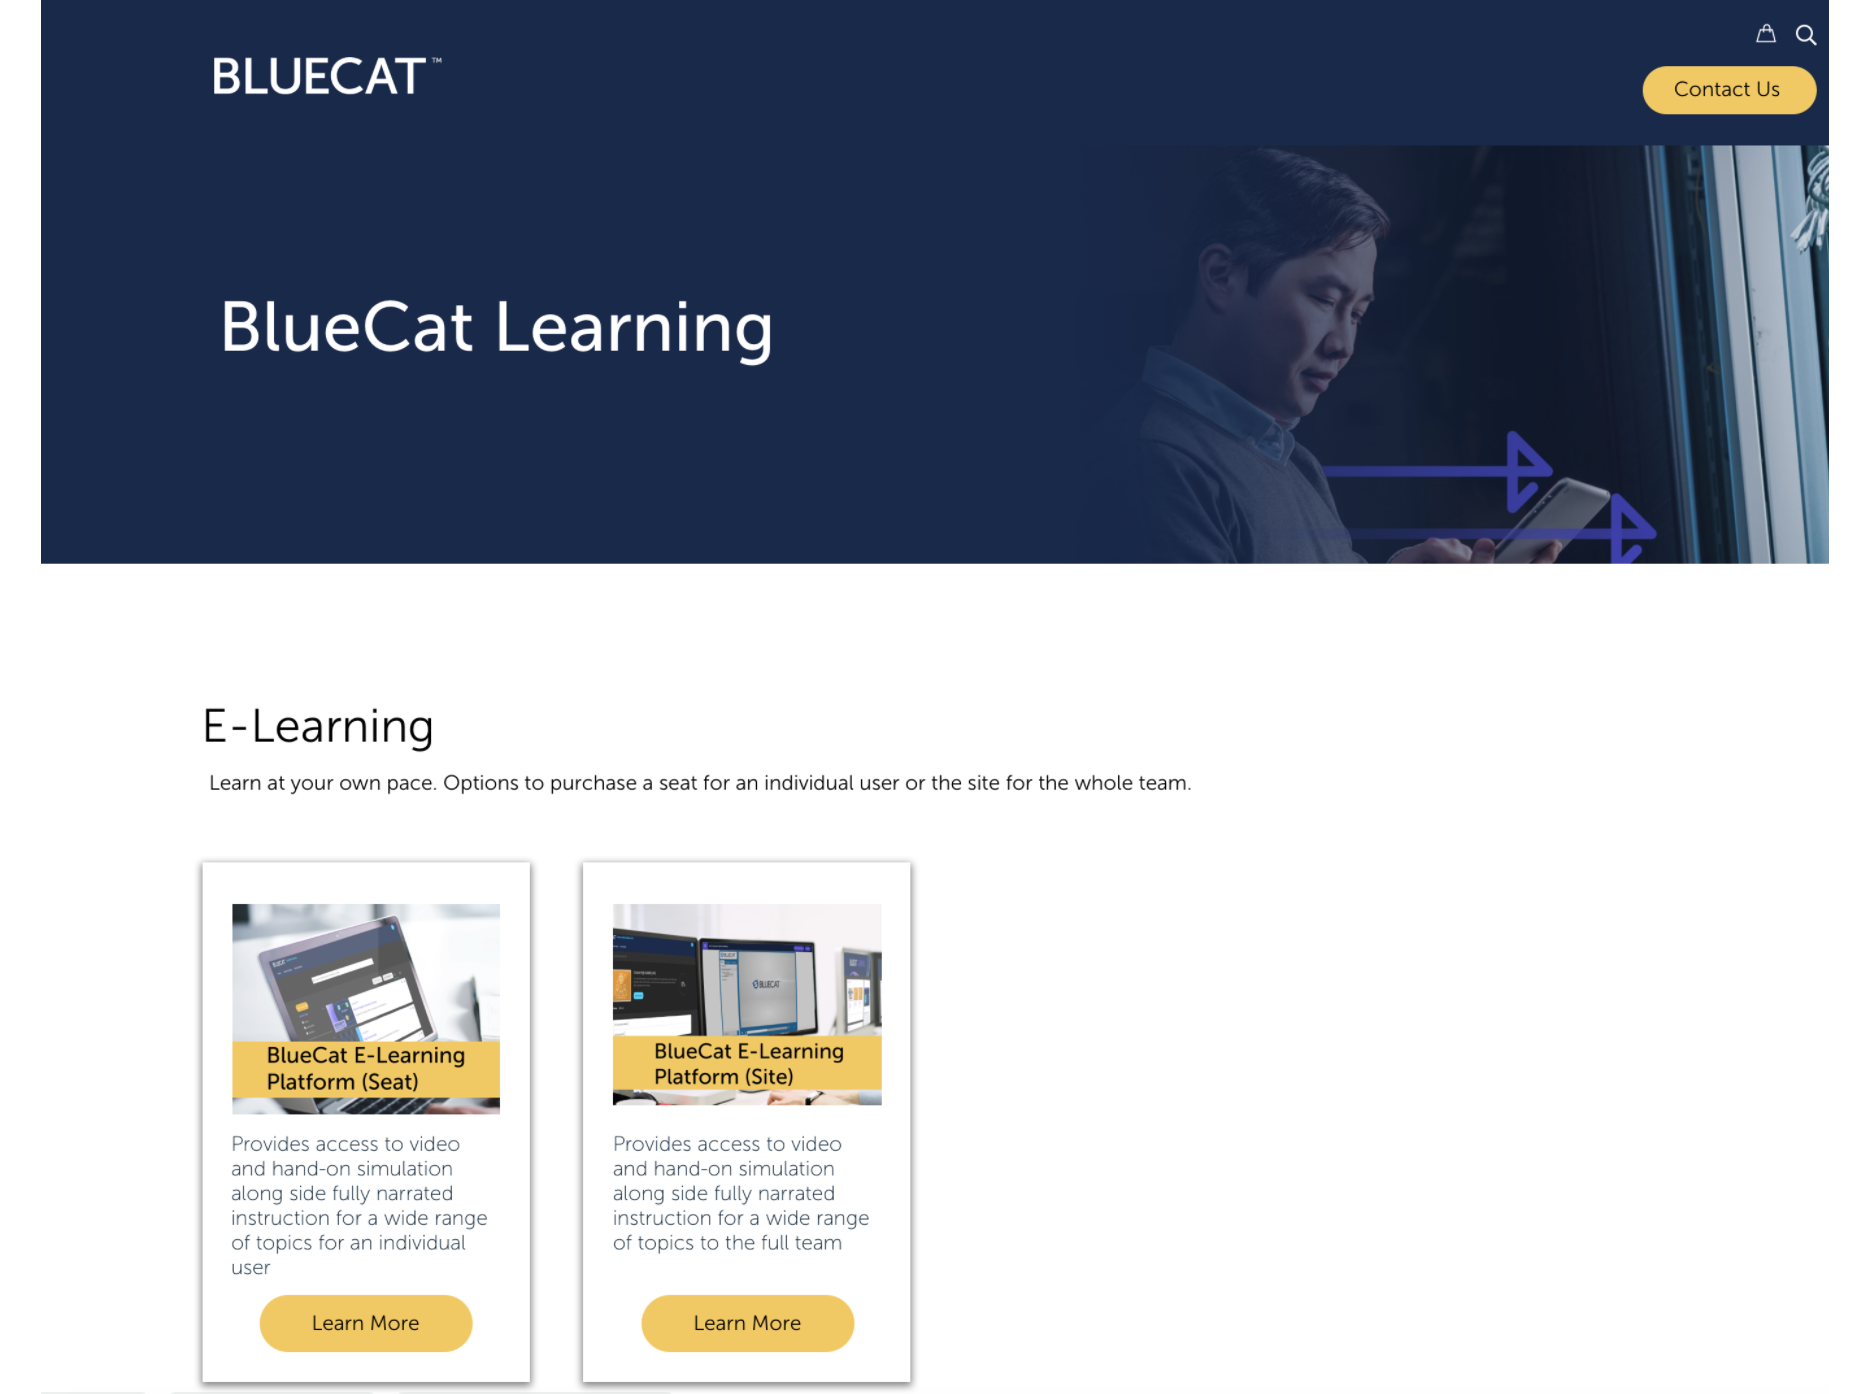 BLUECAT™
Contact Us
BlueCat Learning
E-Learning
Learn at your own pace. Options to purchase a seat for an individual user or the site for the whole team.
BlueCat E-Learning
Platform (Seat)
Provides access to video
and hand-on simulation
along side fully narrated
instruction for a wide range
of topics for an individual
user
Learn More
BLUECAT
BlueCat E-Learning
Platform (Site)
Provides access to video
and hand-on simulation
along side fully narrated
instruction for a wide range
of topics to the full team
Learn More